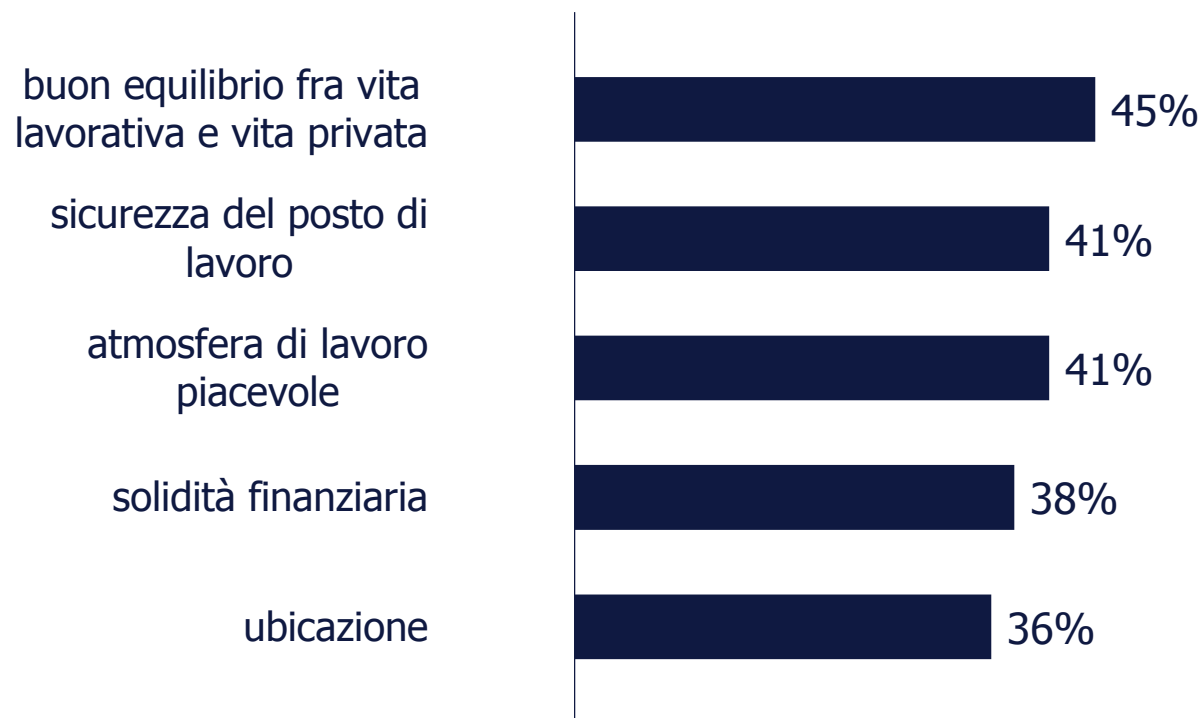 buon equilibrio fra vita
lavorativa e vita privata
45%
sicurezza del posto di
lavoro
41%
atmosfera di lavoro
piacevole
41%
solidità finanziaria
38%
ubicazione
36%